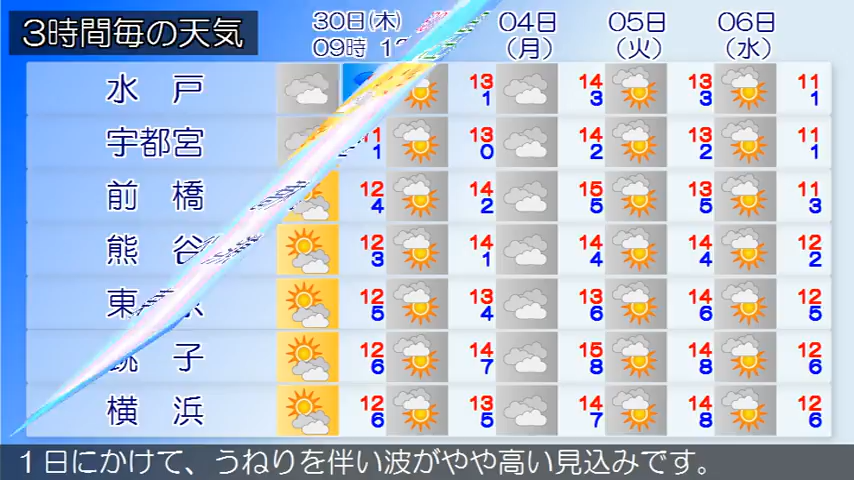 3時間毎の天気
30日(木) 04日 05日 06日
09時 (月) (火) (水)
水戸 13 1 14 3 13 3 11 1
宇都宮 11 1 13 0 14 2 13 2 11 1
前橋 12 4 14 2 15 5 13 5 11 3
熊谷 12 3 14 1 14 4 14 4 12 2
東 12 5 13 4 13 6 14 6 12 5
子 12 6 14 7 15 8 14 8 12 6
横浜 12 6 13 5 14 7 14 8 12 6
1日にかけて、うねりを伴い波がやや高い見込みです。